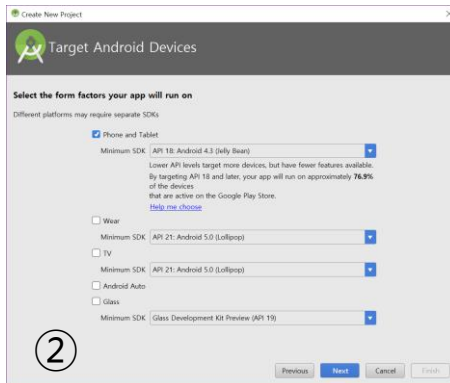 Create New Project
Target Android Devices
Select the form factors your app will run on
Different platforms may require separate SDKs
Phone and Tablet
Minimum SDK API 18: Android 4.3 (Jelly Bean)
Lower API levels target more devices, but have fewer features available.
By targeting API 18 and later, your app will run on approximately 76.9%
of the devices
that are active on the Google Play Store.
Help me choose
Wear
Minimum SDK API 21: Android 5.0 (Lollipop)
TV
Minimum SDK API 21: Android 5.0 (Lollipop)
Android Auto
Glass
Minimum SDK Glass Development Kit Preview (API 19)
②
Previous Next Cancel Finish